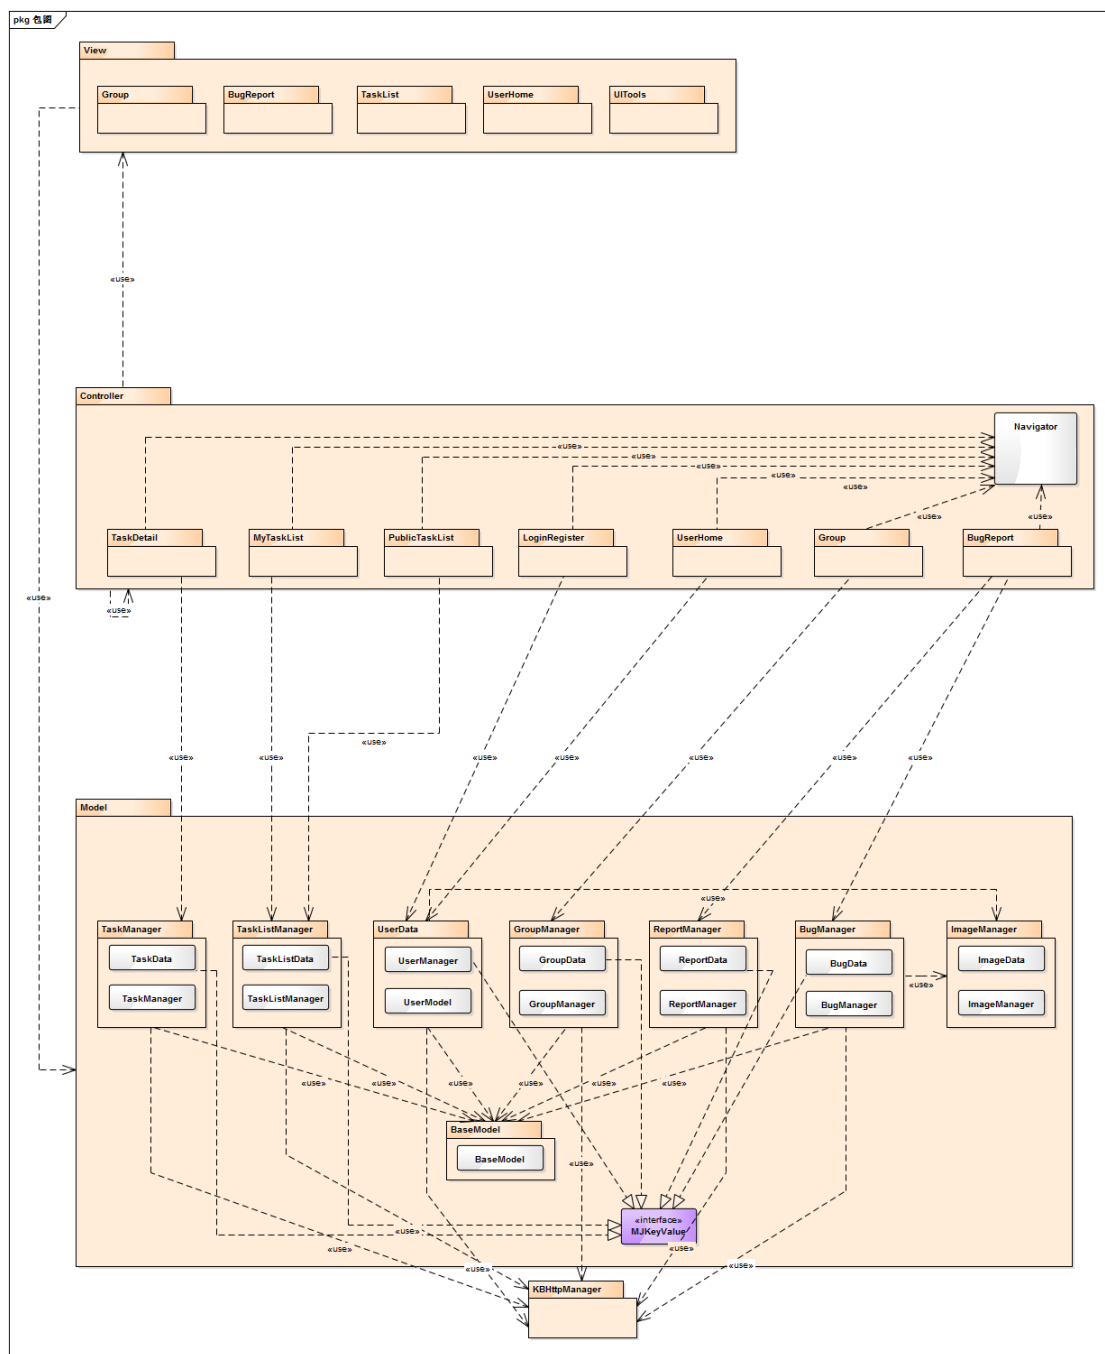 pkg 包图
View
Group
BugReport
TaskList
UserHome
UITools
«use»
Controller
Navigator
«use»
«use»
«use»
«use»
«use»
«use»
«use»
TaskDetail
MyTaskList
PublicTaskList
LoginRegister
UserHome
Group
BugReport
«use»
«use»
«use»
«use»
«use»
«use»
«use»
«use»
«use»
«use»
Model
«use»
TaskManager
TaskListManager
UserData
GroupManager
ReportManager
BugManager
ImageManager
TaskData
TaskListData
UserManager
GroupData
ReportData
BugData
ImageData
«use»
TaskManager
TaskListManager
UserModel
GroupManager
ReportManager
BugManager
ImageManager
«use»
«use»
«use»
«use»
«use»
«use»
BaseModel
BaseModel
«use»
«interface»
MJKeyValue
«use»
«use»
«use»
«use»
KBHttpManager